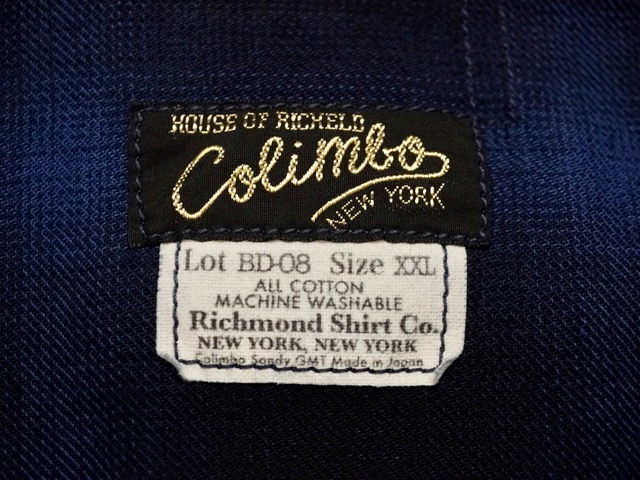 HOUSE OF RICHELD
Colimbo
NEW YORK
Lot BD-08 Size XXL
ALL COTTON
MACHINE WASHABLE
Richmond Shirt Co.
NEW YORK, NEW YORK
Colimbo Sandy GMT Made in Japan